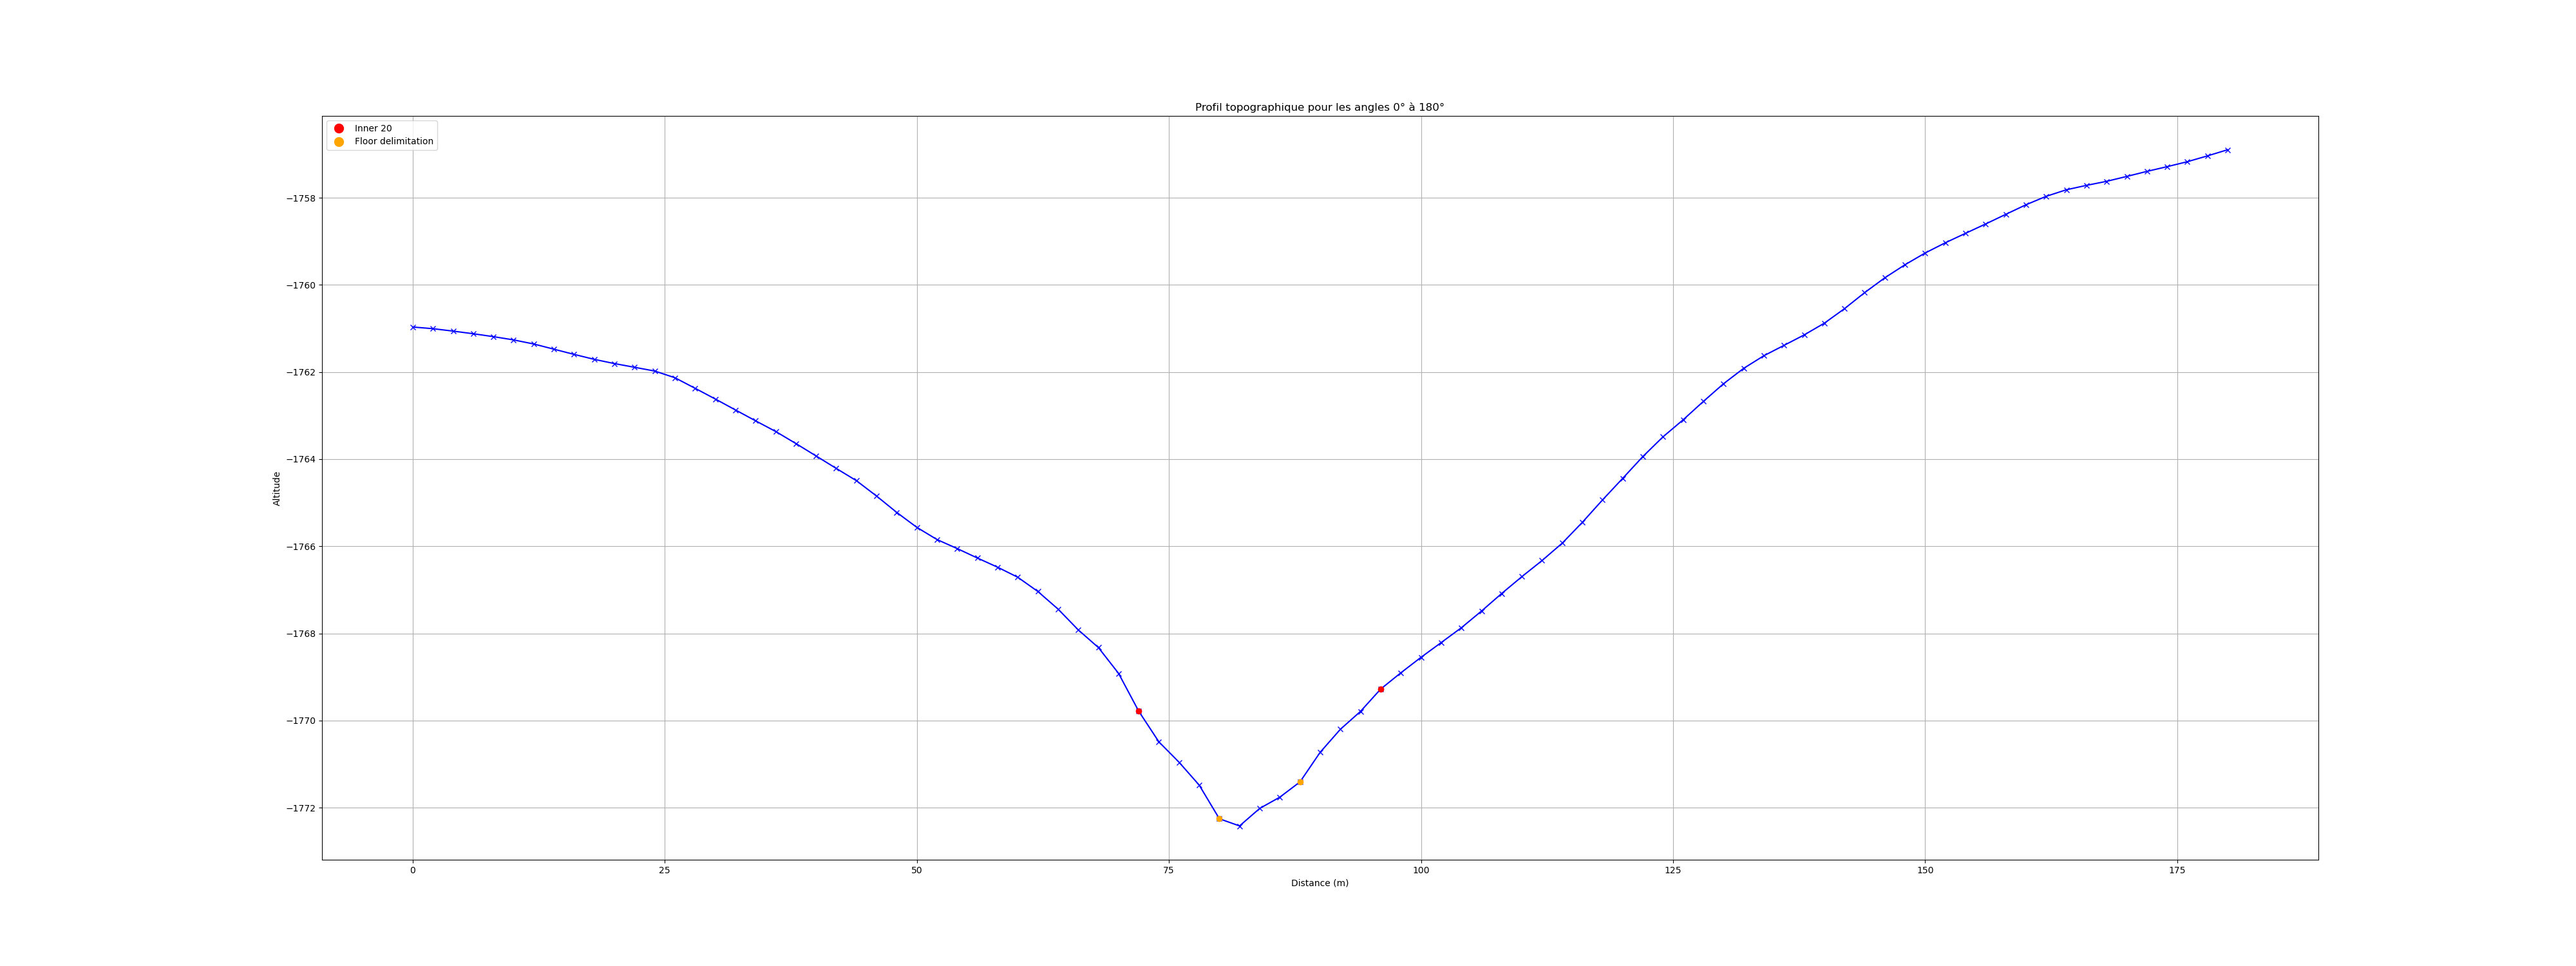 Profil topographique pour les angles 0° à 180°
Inner 20
Floor delimitation
−1758
−1760
−1762
−1764
−1766
−1768
−1770
−1772
Altitude
0 25 50 75 100 125 150 175
Distance (m)